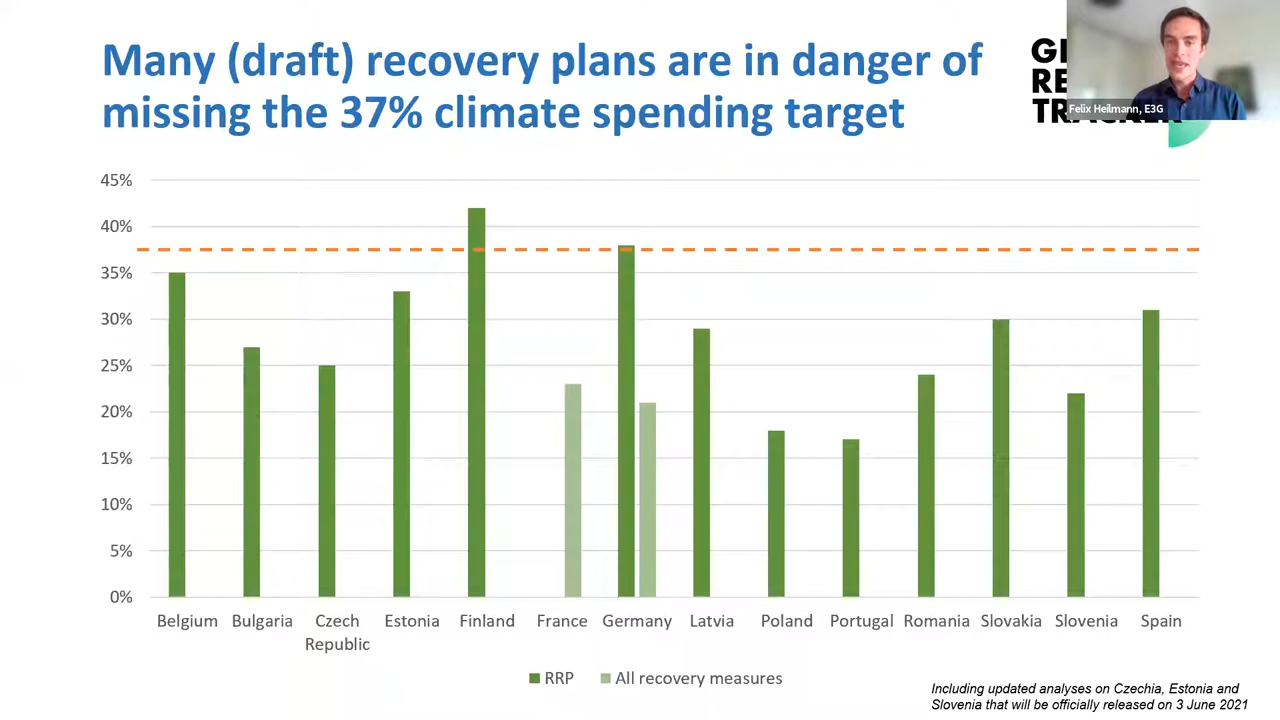 Many (draft) recovery plans are in danger of
missing the 37% climate spending target
Felix Heilmann, E3G
45%
40%
35%
30%
25%
20%
15%
10%
5%
0%
Belgium Bulgaria Czech Republic Estonia Finland France Germany Latvia Poland Portugal Romania Slovakia Slovenia Spain
RRP All recovery measures
Including updated analyses on Czechia, Estonia and
Slovenia that will be officially released on 3 June 2021